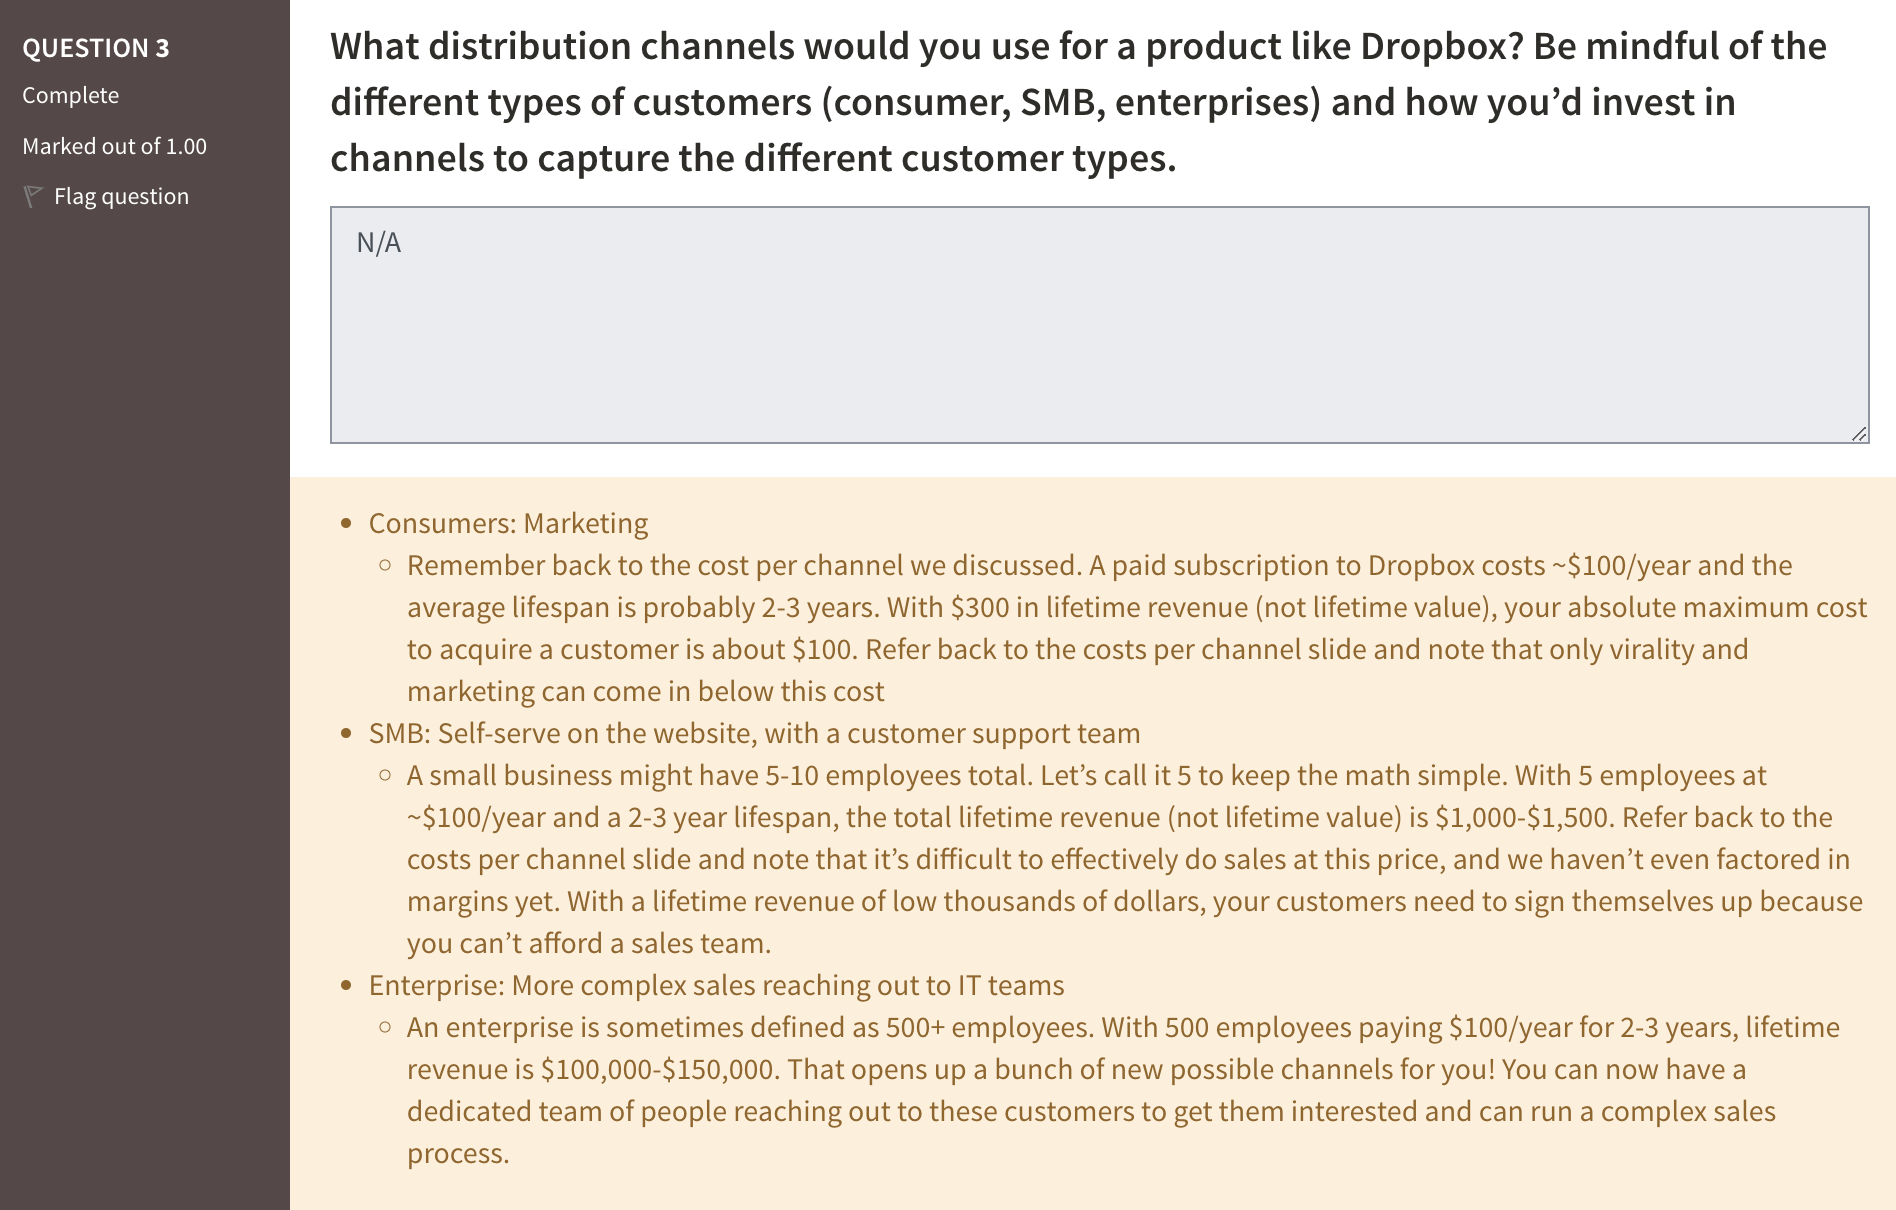 QUESTION 3
Complete
Marked out of 1.00
Flag question
What distribution channels would you use for a product like Dropbox? Be mindful of the
different types of customers (consumer, SMB, enterprises) and how you’d invest in
channels to capture the different customer types.
N/A
Consumers: Marketing
Remember back to the cost per channel we discussed. A paid subscription to Dropbox costs ~$100/year and the
average lifespan is probably 2-3 years. With $300 in lifetime revenue (not lifetime value), your absolute maximum cost
to acquire a customer is about $100. Refer back to the costs per channel slide and note that only virality and
marketing can come in below this cost
SMB: Self-serve on the website, with a customer support team
A small business might have 5-10 employees total. Let’s call it 5 to keep the math simple. With 5 employees at
~$100/year and a 2-3 year lifespan, the total lifetime revenue (not lifetime value) is $1,000-$1,500. Refer back to the
costs per channel slide and note that it’s difficult to effectively do sales at this price, and we haven’t even factored in
margins yet. With a lifetime revenue of low thousands of dollars, your customers need to sign themselves up because
you can’t afford a sales team.
Enterprise: More complex sales reaching out to IT teams
An enterprise is sometimes defined as 500+ employees. With 500 employees paying $100/year for 2-3 years, lifetime
revenue is $100,000-$150,000. That opens up a bunch of new possible channels for you! You can now have a
dedicated team of people reaching out to these customers to get them interested and can run a complex sales
process.